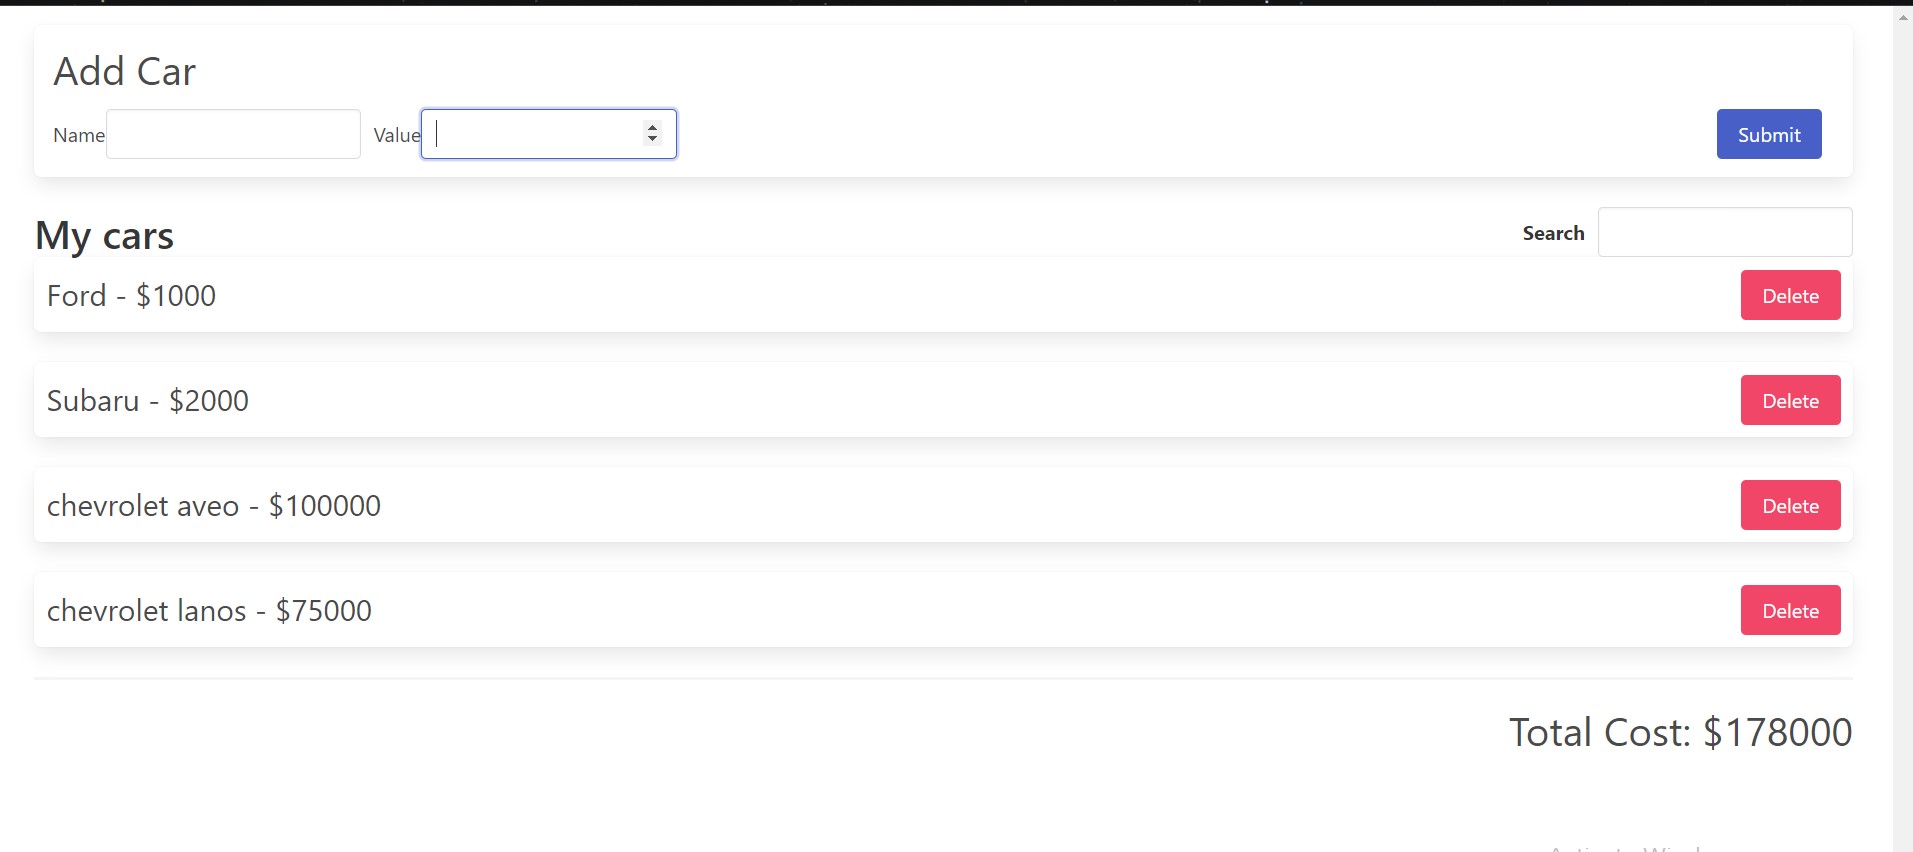 Add Car
Name Value Submit
My cars Search
Ford - $1000 Delete
Subaru - $2000 Delete
chevrolet aveo - $100000 Delete
chevrolet lanos - $75000 Delete
Total Cost: $178000